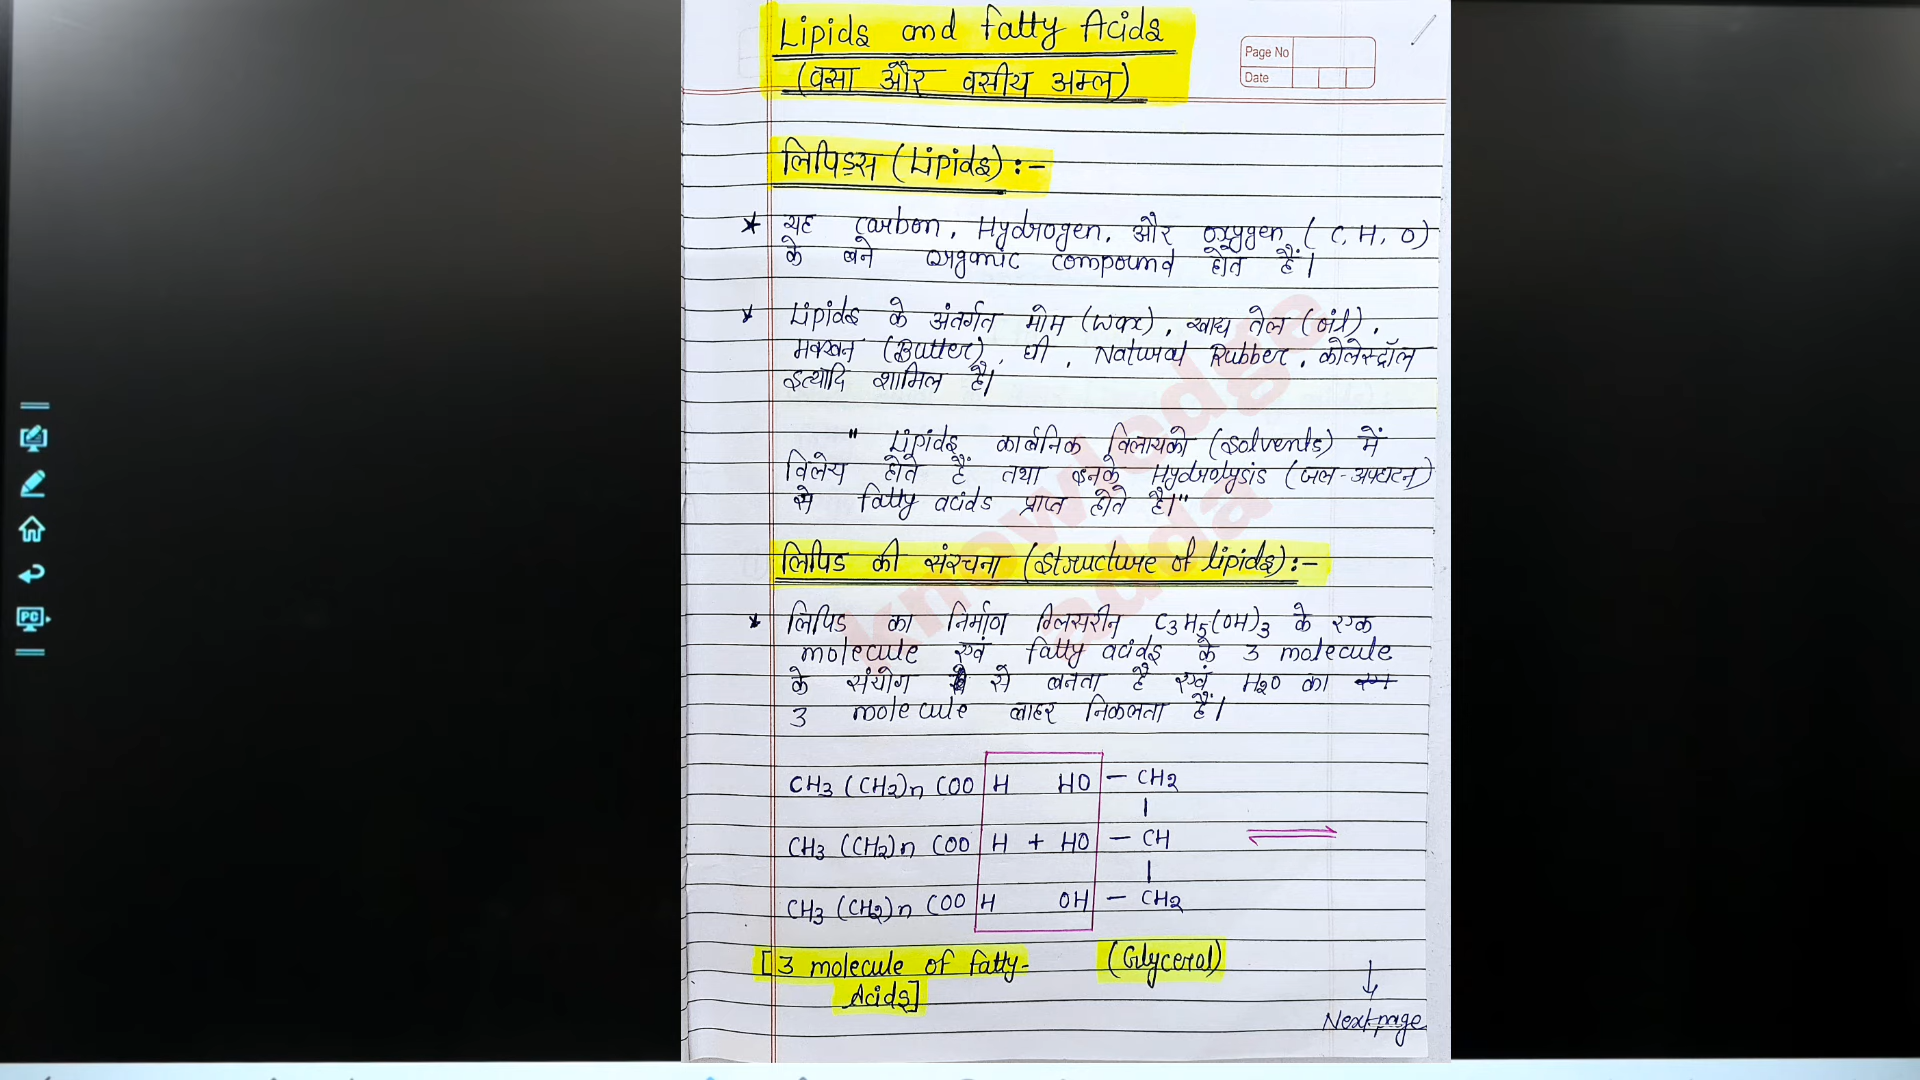 Lipids and Fatty Acids
(वसा और वसीय अम्ल)
Page No
Date
लिपिड्स (Lipids) :-
* यह Carbon, Hydrogen, और Oxygen (C, H, O)
के बने organic compound होते हैं।
* Lipids के अंतर्गत मोम (wax), खाद्य तेल (oil),
मक्खन (Butter), घी, Natural Rubber, कोलेस्ट्रॉल
इत्यादि शामिल है।
" Lipids कार्बनिक विलायको (Solvents) में
विलेय होते हैं तथा इनके Hydrolysis (जल-अपघटन)
से fatty acids प्राप्त होते है।"
लिपिड की संरचना (Structure of Lipids) :-
* लिपिड का निर्माण ग्लिसरीन C3H5(OH)3 के एक
molecule एवं fatty acids के 3 molecule
के संयोग से बनता है एवं H2O का
3 molecule बाहर निकलता हैं।
CH3 (CH2)n COO H HO - CH2
CH3 (CH2)n COO H + HO - CH
CH3 (CH2)n COO H OH - CH2
[3 molecule of fatty- (Glycerol)
Acids]
Next page
knowledge
adda
PC